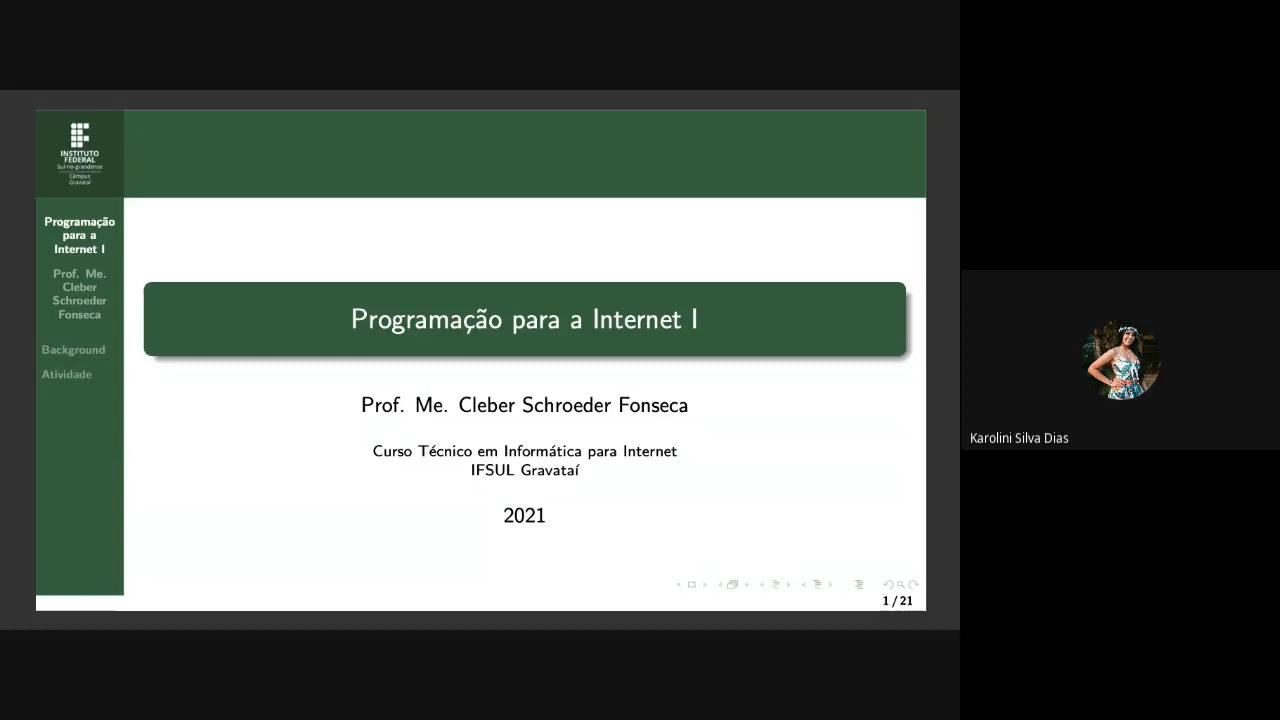 INSTITUTO
FEDERAL
Sul-rio-grandense
Câmpus
Gravataí
Programação
para a
Internet I
Prof. Me.
Cleber
Schroeder
Fonseca
Background
Atividade
Programação para a Internet I
Prof. Me. Cleber Schroeder Fonseca
Curso Técnico em Informática para Internet
IFSUL Gravataí
2021
1 / 21
Karolini Silva Dias